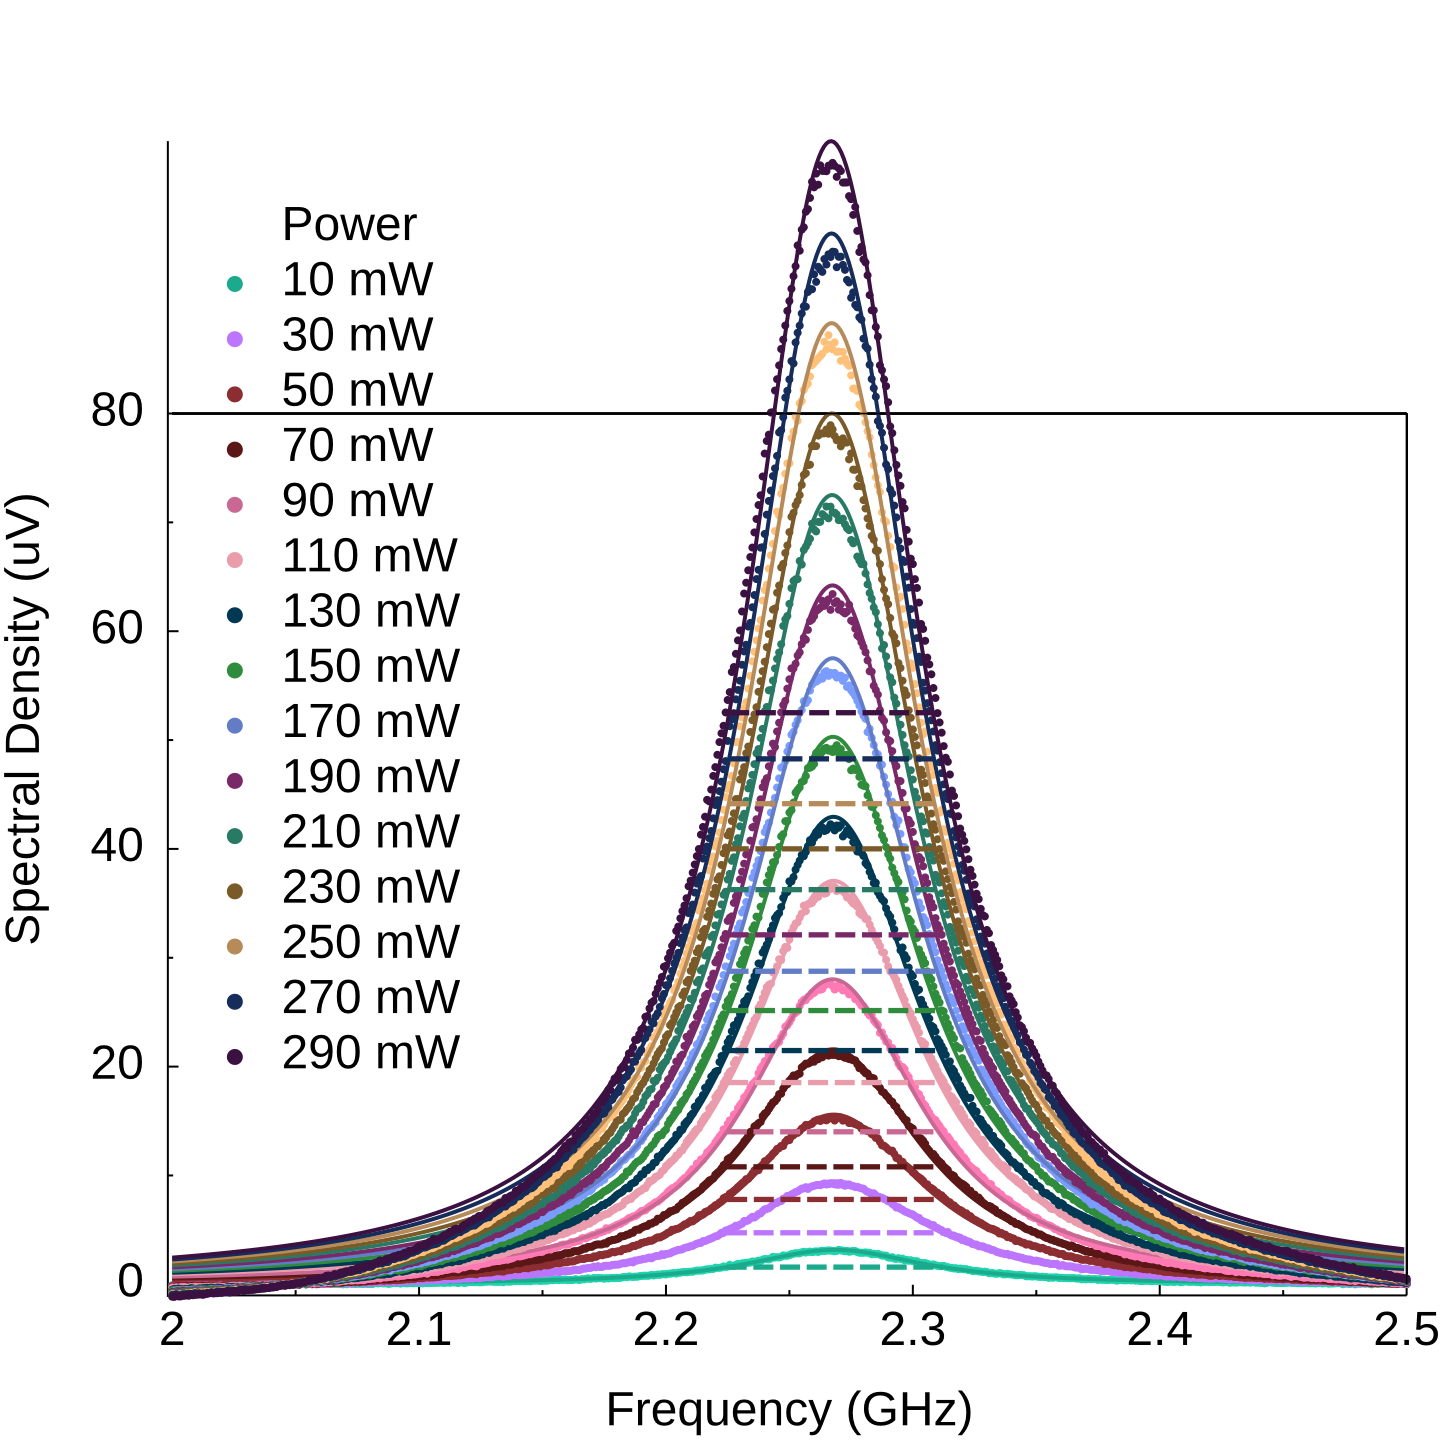 Power
10 mW
30 mW
50 mW
70 mW
90 mW
110 mW
130 mW
150 mW
170 mW
190 mW
210 mW
230 mW
250 mW
270 mW
290 mW
80
60
40
20
0
Spectral Density (uV)
2 2.1 2.2 2.3 2.4 2.5
Frequency (GHz)